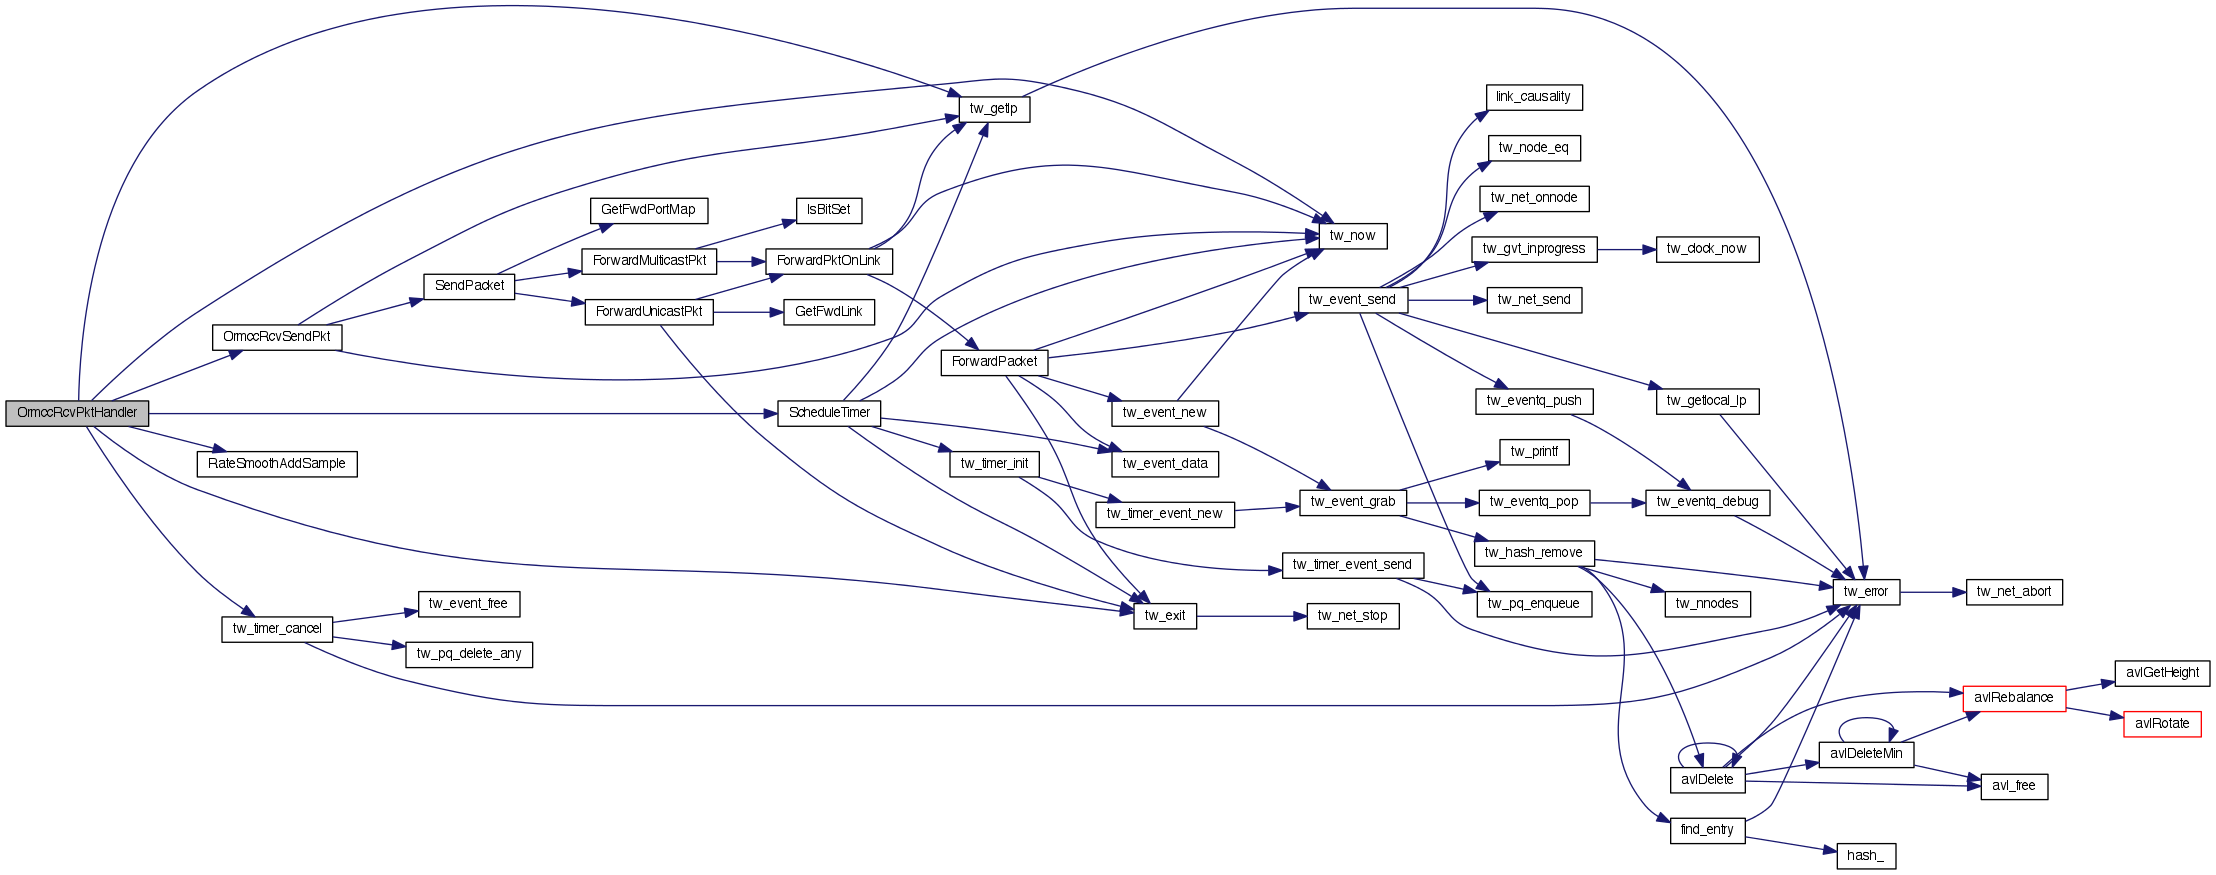 OrmccRcvPktHandler
OrmccRcvSendPkt
RateSmoothAddSample
tw_timer_cancel
SendPacket
tw_event_free
tw_pq_delete_any
GetFwdPortMap
ForwardMulticastPkt
ForwardUnicastPkt
IsBitSet
ForwardPktOnLink
GetFwdLink
ScheduleTimer
tw_getlp
ForwardPacket
tw_timer_init
tw_event_new
tw_event_data
tw_timer_event_new
tw_exit
tw_now
tw_event_send
tw_event_grab
tw_timer_event_send
tw_net_stop
link_causality
tw_node_eq
tw_net_onnode
tw_gvt_inprogress
tw_net_send
tw_eventq_push
tw_printf
tw_eventq_pop
tw_hash_remove
tw_pq_enqueue
tw_clock_now
tw_getlocal_lp
tw_eventq_debug
tw_nnodes
avlDelete
find_entry
tw_error
avlDeleteMin
hash_
tw_net_abort
avlRebalance
avl_free
avlGetHeight
avlRotate